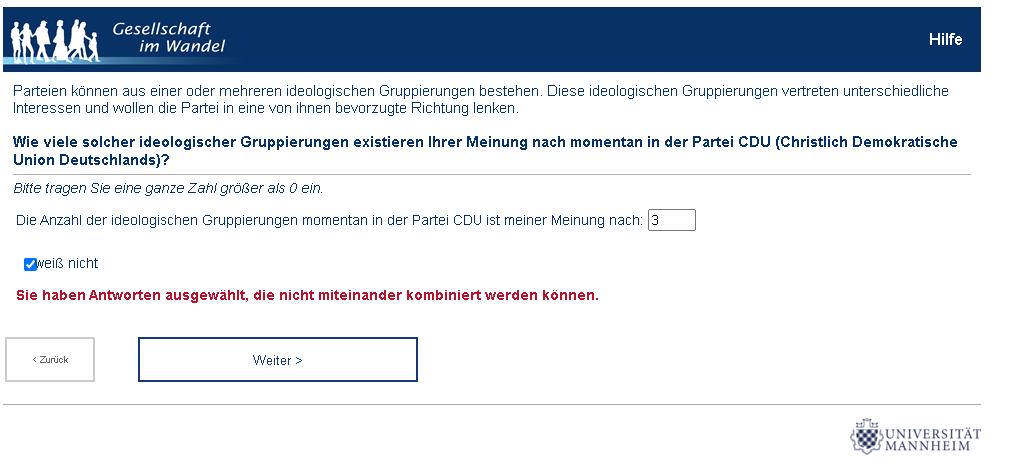 Gesellschaft
im Wandel
Hilfe
Parteien können aus einer oder mehreren ideologischen Gruppierungen bestehen. Diese ideologischen Gruppierungen vertreten unterschiedliche
Interessen und wollen die Partei in eine von ihnen bevorzugte Richtung lenken.
Wie viele solcher ideologischer Gruppierungen existieren Ihrer Meinung nach momentan in der Partei CDU (Christlich Demokratische
Union Deutschlands)?
Bitte tragen Sie eine ganze Zahl größer als 0 ein.
Die Anzahl der ideologischen Gruppierungen momentan in der Partei CDU ist meiner Meinung nach: 3
weiß nicht
Sie haben Antworten ausgewählt, die nicht miteinander kombiniert werden können.
< Zurück
Weiter >
UNIVERSITÄT
MANNHEIM